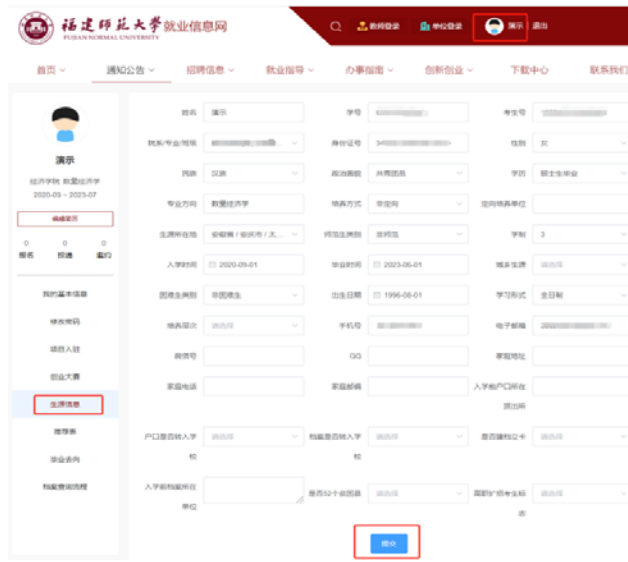 福建师范大学就业信息网
FUJIAN NORMAL UNIVERSITY
教师登录 单位登录 演示 退出
首页 通知公告 招聘信息 就业指导 办事指南 创新创业 下载中心 联系我们
演示
经济学院 数量经济学
2020-09 ~ 2023-07
编辑简历
0 0 0
报名 投递 邀约
我的基本信息
修改密码
项目入驻
创业大赛
生源信息
推荐表
毕业去向
档案查询流程
姓名 演示 学号 考生号
院系/专业/班级 身份证号 性别 女
民族 汉族 政治面貌 共青团员 学历 硕士生毕业
专业方向 数量经济学 培养方式 非定向 定向培养单位
生源所在地 安徽省 / 安庆市 / 太... 师范生类别 非师范 学制 3
入学时间 2020-09-01 毕业时间 2023-06-01 城乡生源 请选择
困难生类别 非困难生 出生日期 1996-08-01 学习形式 全日制
培养层次 请选择 手机号 电子邮箱
微信号 QQ 家庭地址
家庭电话 家庭邮编 入学前户口所在派出所
户口是否转入学校 请选择 档案是否转入学校 请选择 是否建档立卡 请选择
入学前档案所在单位 是否52个贫困县 请选择 高职扩招考生标志 请选择
提交